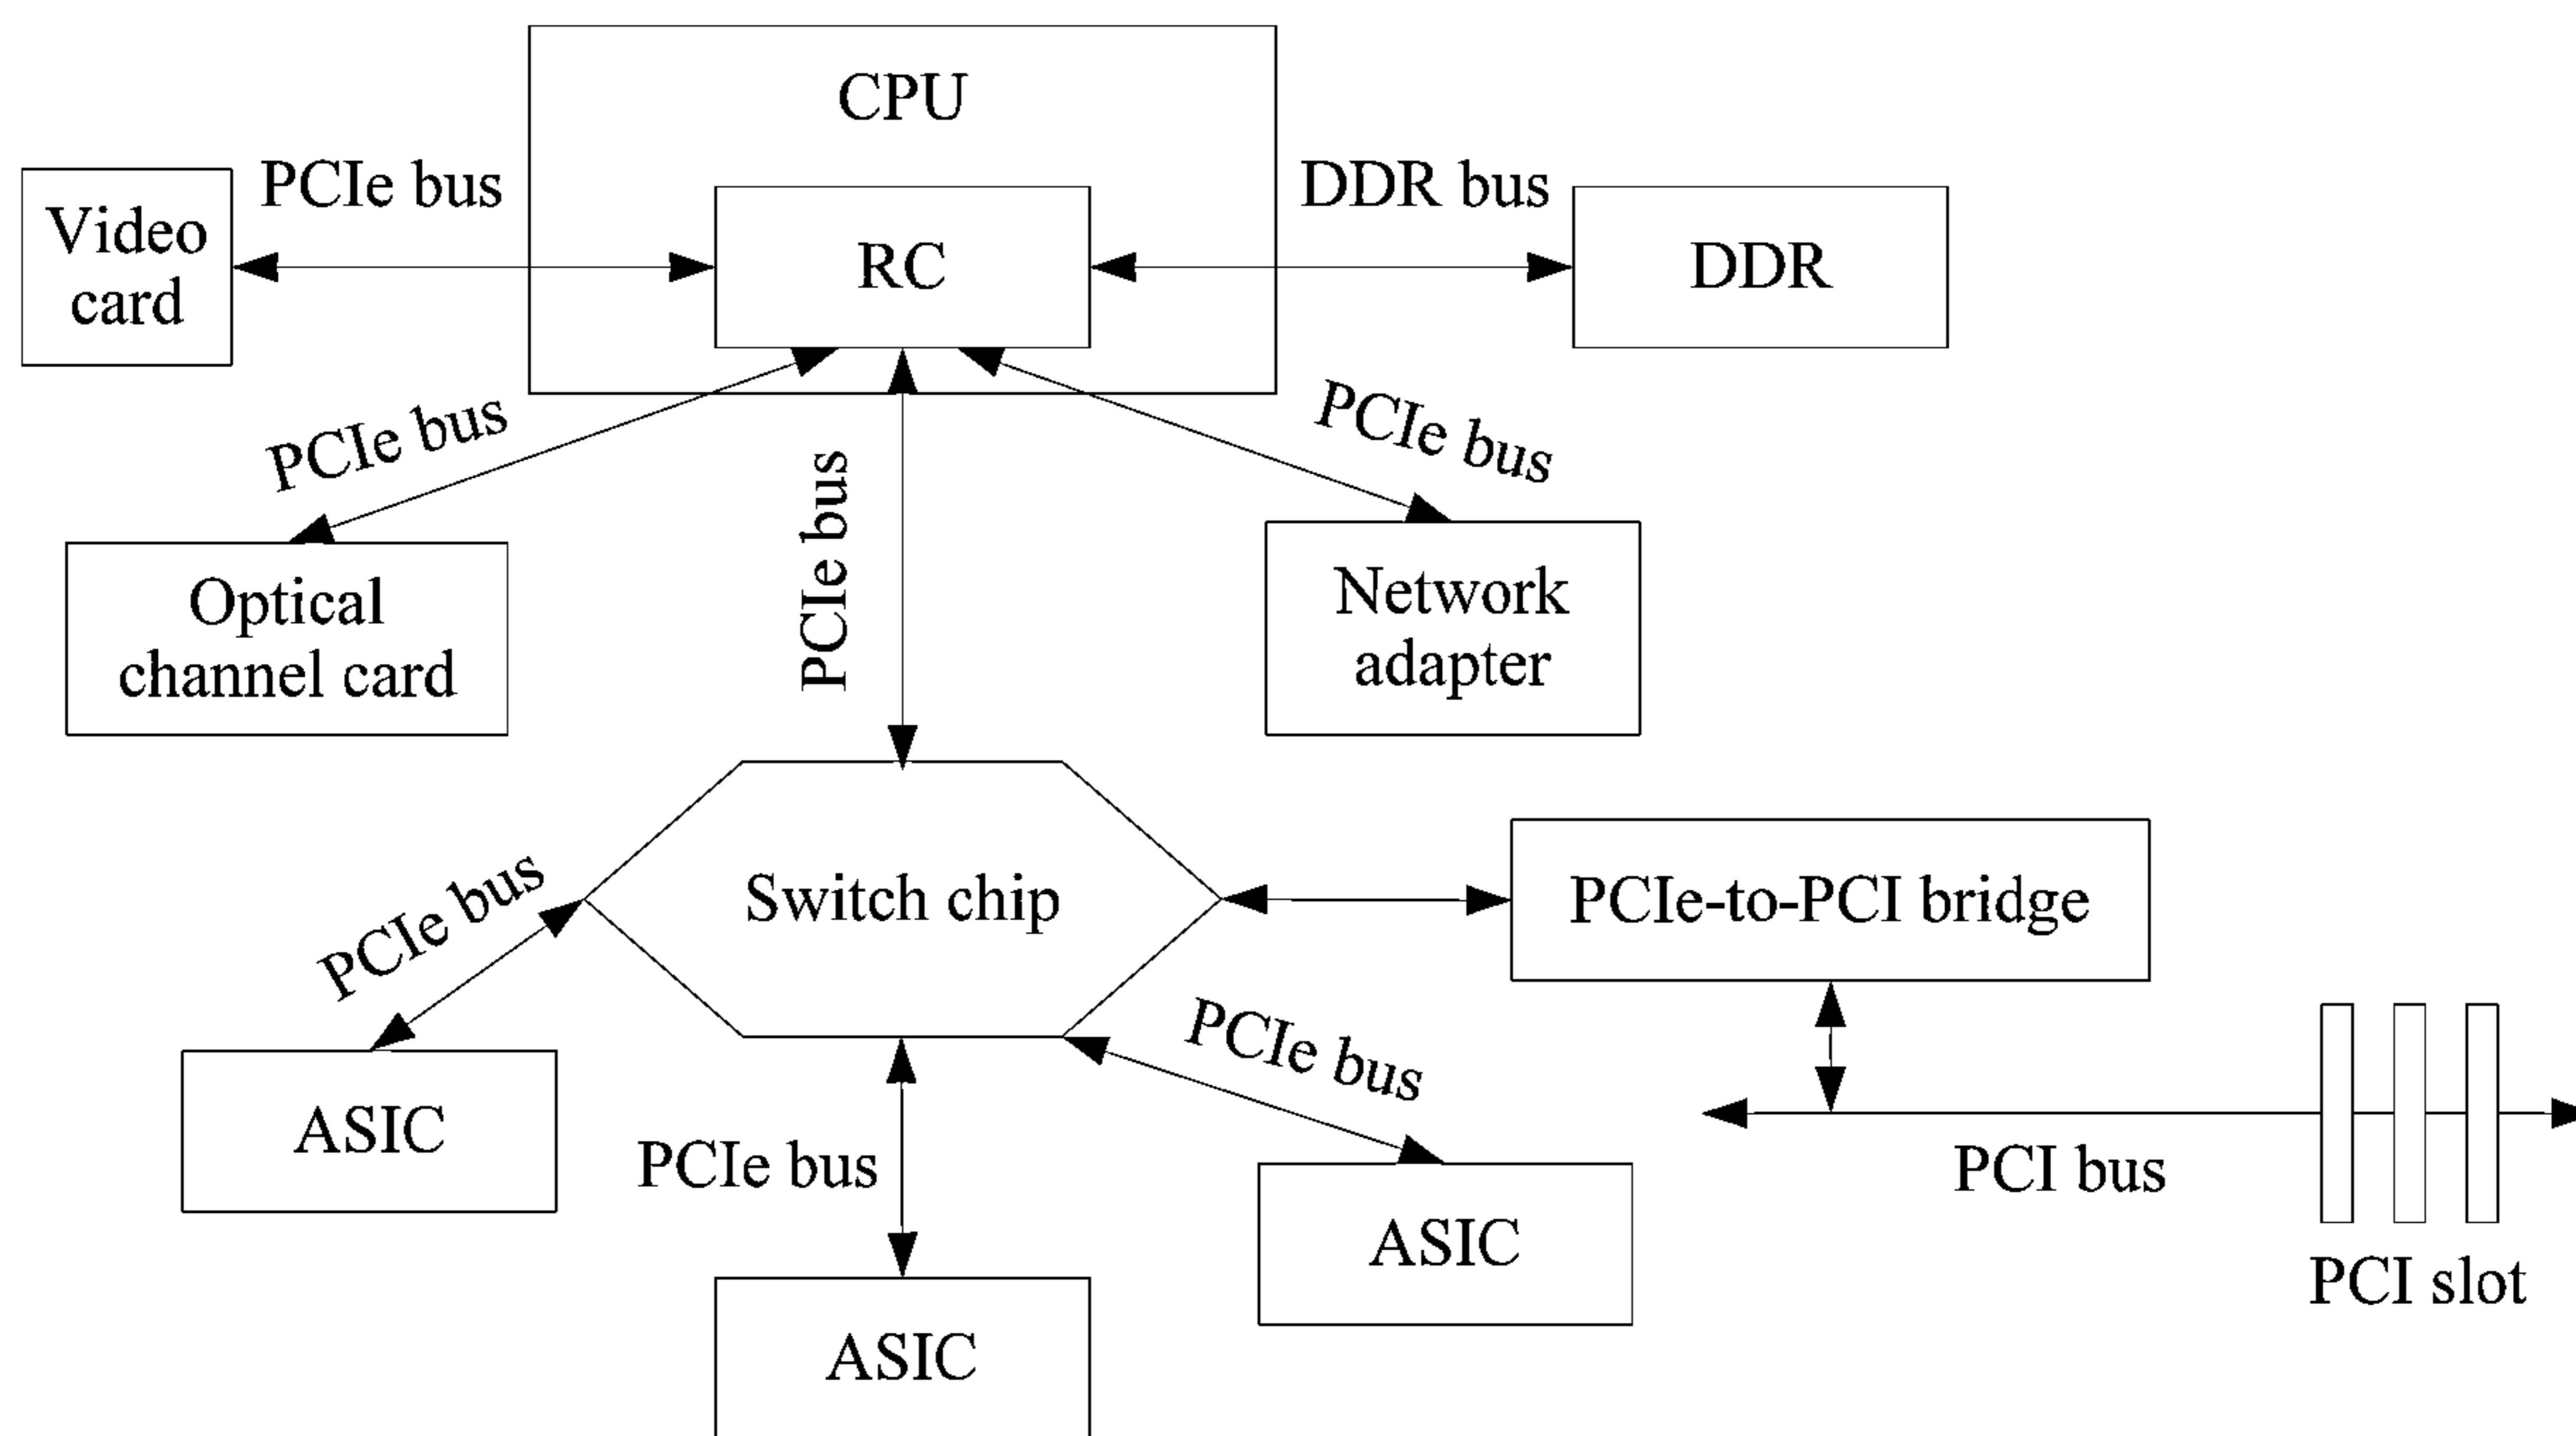 CPU
PCIe bus
DDR bus
Video
card
RC
DDR
PCIe bus
PCIe bus
PCIe bus
Optical
channel card
Network
adapter
Switch chip
PCIe-to-PCI bridge
PCIe bus
PCIe bus
ASIC
PCIe bus
PCI bus
ASIC
PCI slot
ASIC